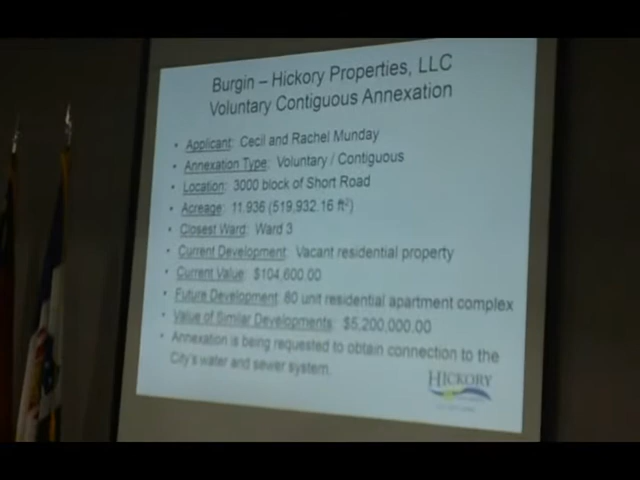 Burgin – Hickory Properties, LLC
Voluntary Contiguous Annexation
• Applicant: Cecil and Rachel Munday
• Annexation Type: Voluntary / Contiguous
• Location: 3000 block of Short Road
• Acreage: 11.936 (519,932.16 ft²)
• Closest Ward: Ward 3
• Current Development: Vacant residential property
• Current Value: $104,600.00
• Future Development: 80 unit residential apartment complex
• Value of Similar Developments: $5,200,000.00
• Annexation is being requested to obtain connection to the
City's water and sewer system.
HICKORY